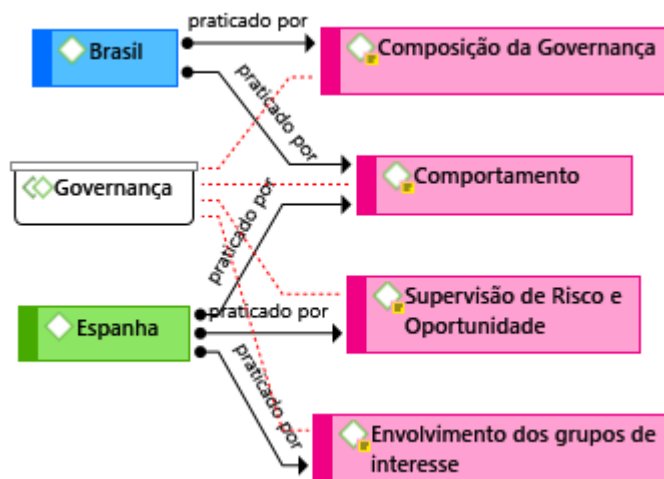 praticado por
Brasil
Composição da Governança
praticado por
Governança
Comportamento
praticado por
Supervisão de Risco e
Oportunidade
praticado por
Espanha
praticado por
Envolvimento dos grupos de
interesse